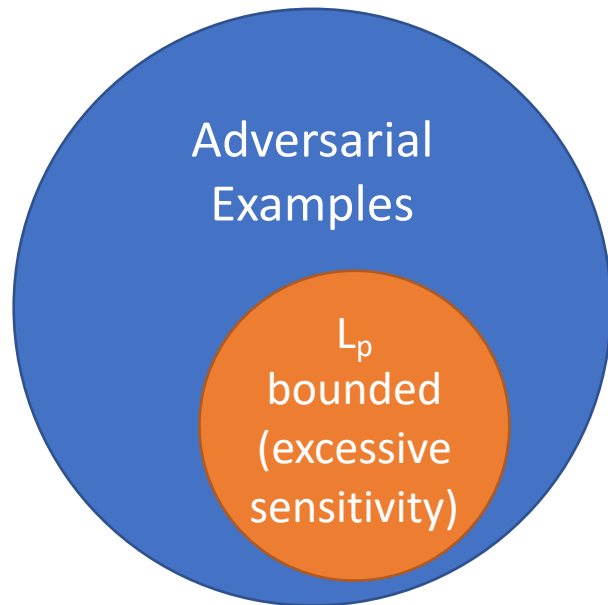 Adversarial
Examples
Lₚ
bounded
(excessive
sensitivity)